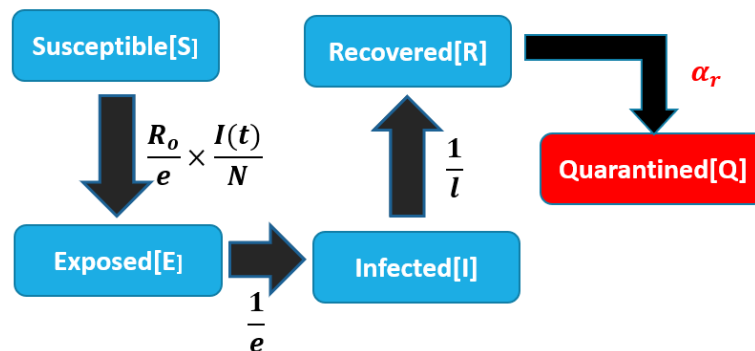 Susceptible[S]
Recovered[R]
α_r
R_o/e × I(t)/N
1/l
Quarantined[Q]
Exposed[E]
Infected[I]
1/e